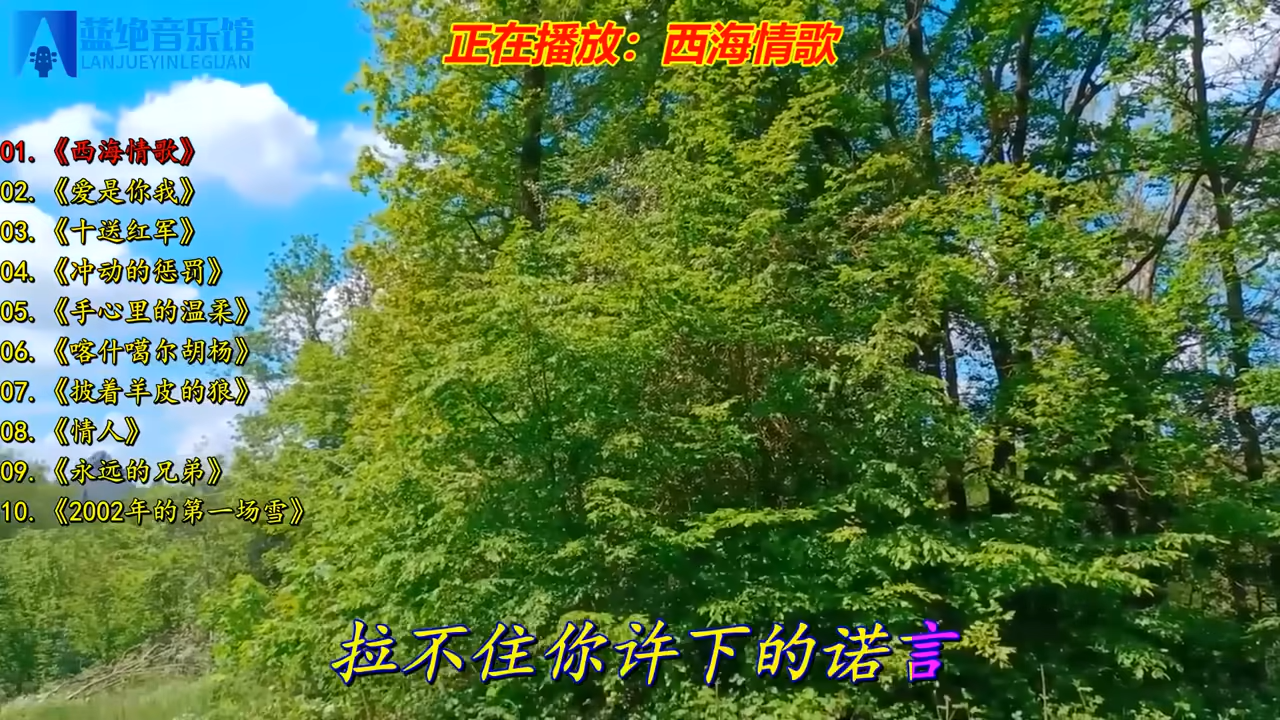 蓝绝音乐馆
LANJUEYINLEGUAN
正在播放：西海情歌
01.《西海情歌》
02.《爱是你我》
03.《十送红军》
04.《冲动的惩罚》
05.《手心里的温柔》
06.《喀什噶尔胡杨》
07.《披着羊皮的狼》
08.《情人》
09.《永远的兄弟》
10.《2002年的第一场雪》
拉不住你许下的诺言